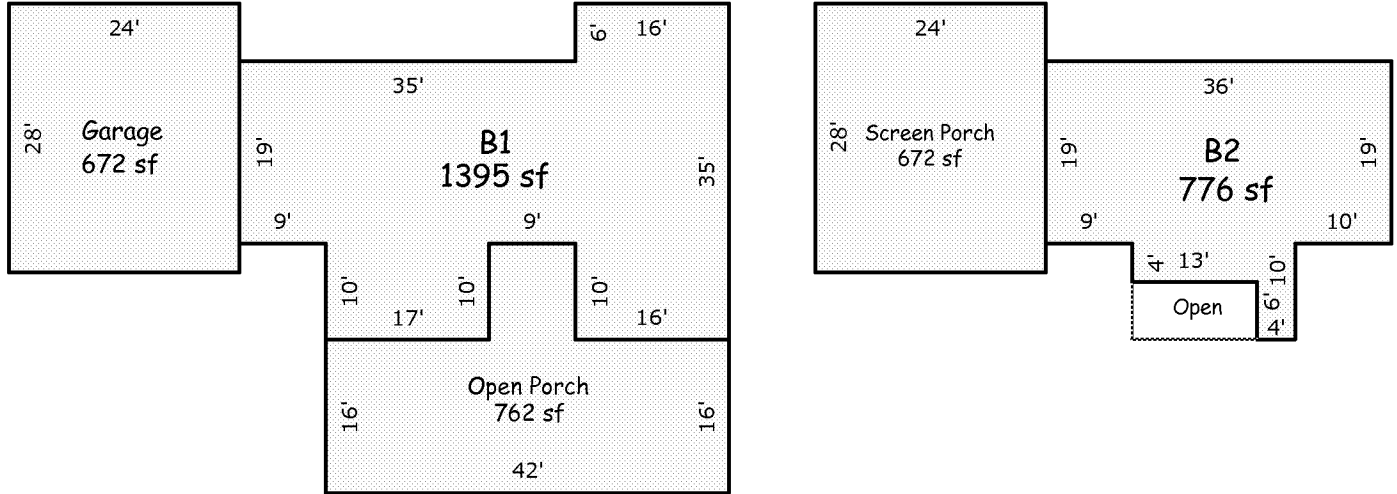 24'
6'
16'
35'
28'
Garage
672 sf
19'
B1
1395 sf
35'
9'
9'
10'
10'
10'
17'
16'
Open Porch
762 sf
16'
16'
42'
24'
36'
28'
Screen Porch
672 sf
19'
B2
776 sf
19'
9'
10'
4'
13'
10'
Open
6'
4'